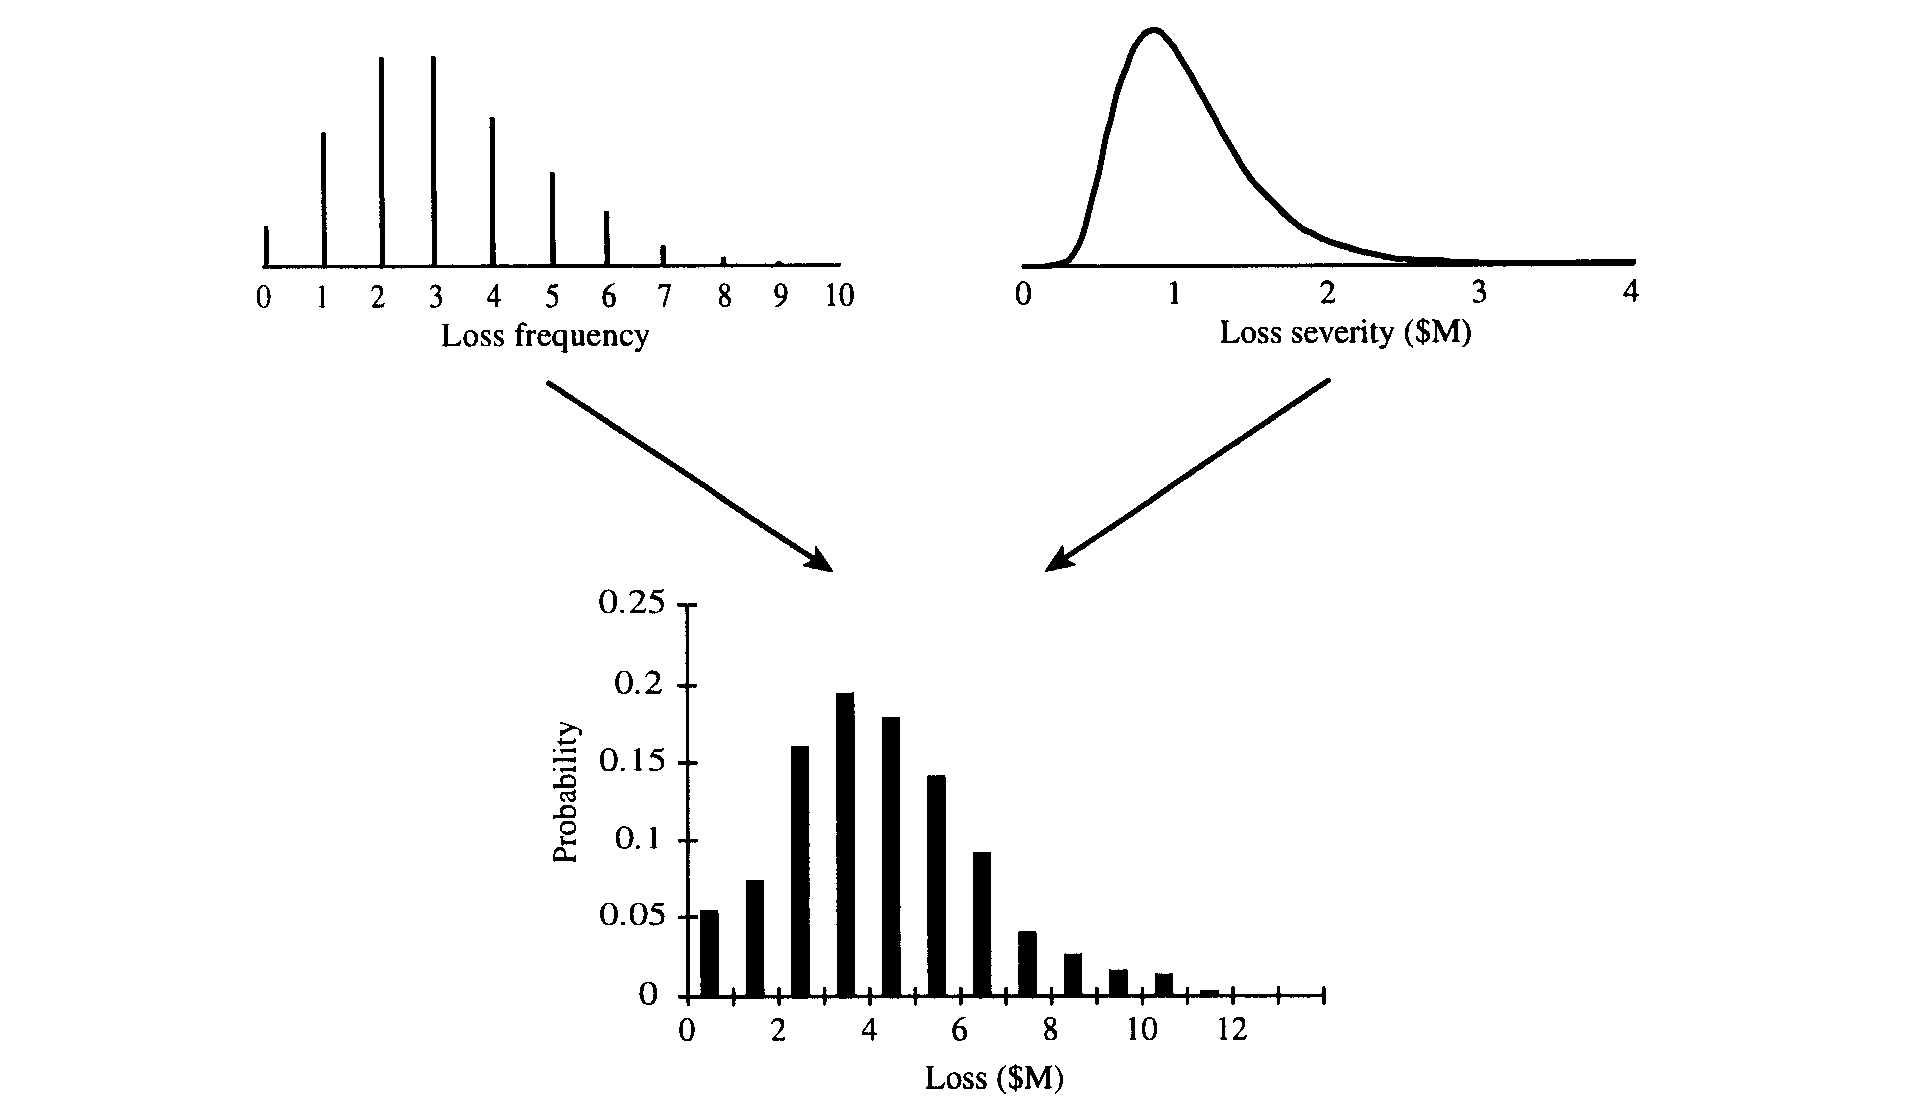 0 1 2 3 4 5 6 7 8 9 10
Loss frequency
0 1 2 3 4
Loss severity ($M)
0.25
0.2
0.15
0.1
0.05
0
Probability
0 2 4 6 8 10 12
Loss ($M)